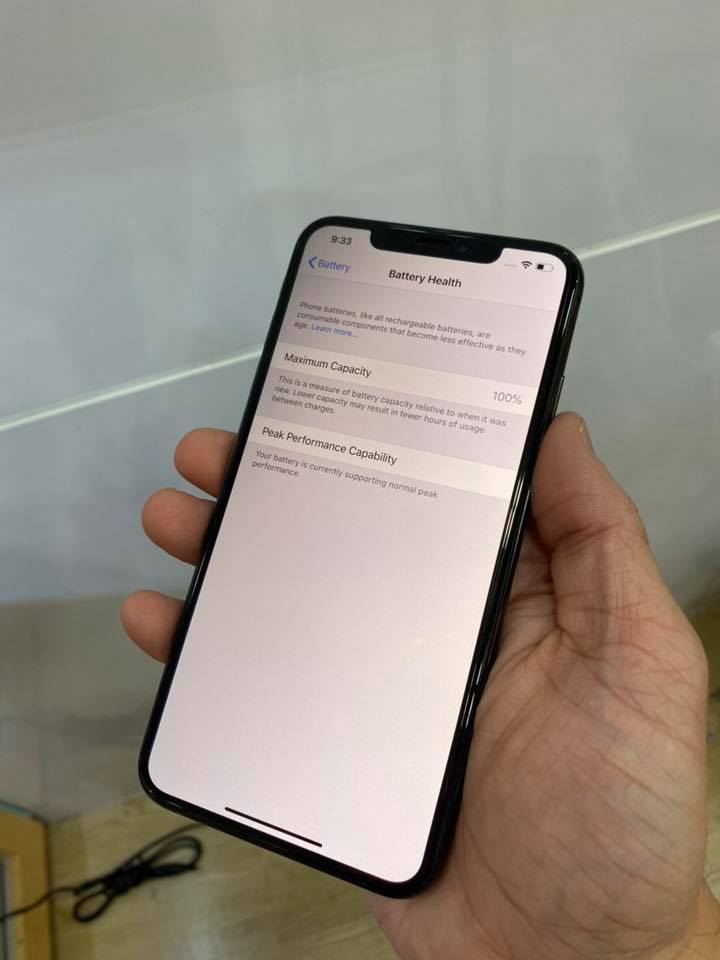 9:33
Battery
Battery Health
Phone batteries, like all rechargeable batteries, are
consumable components that become less effective as they
age. Learn more...
Maximum Capacity
100%
This is a measure of battery capacity relative to when it was
new. Lower capacity may result in fewer hours of usage
between charges.
Peak Performance Capability
Your battery is currently supporting normal peak
performance.